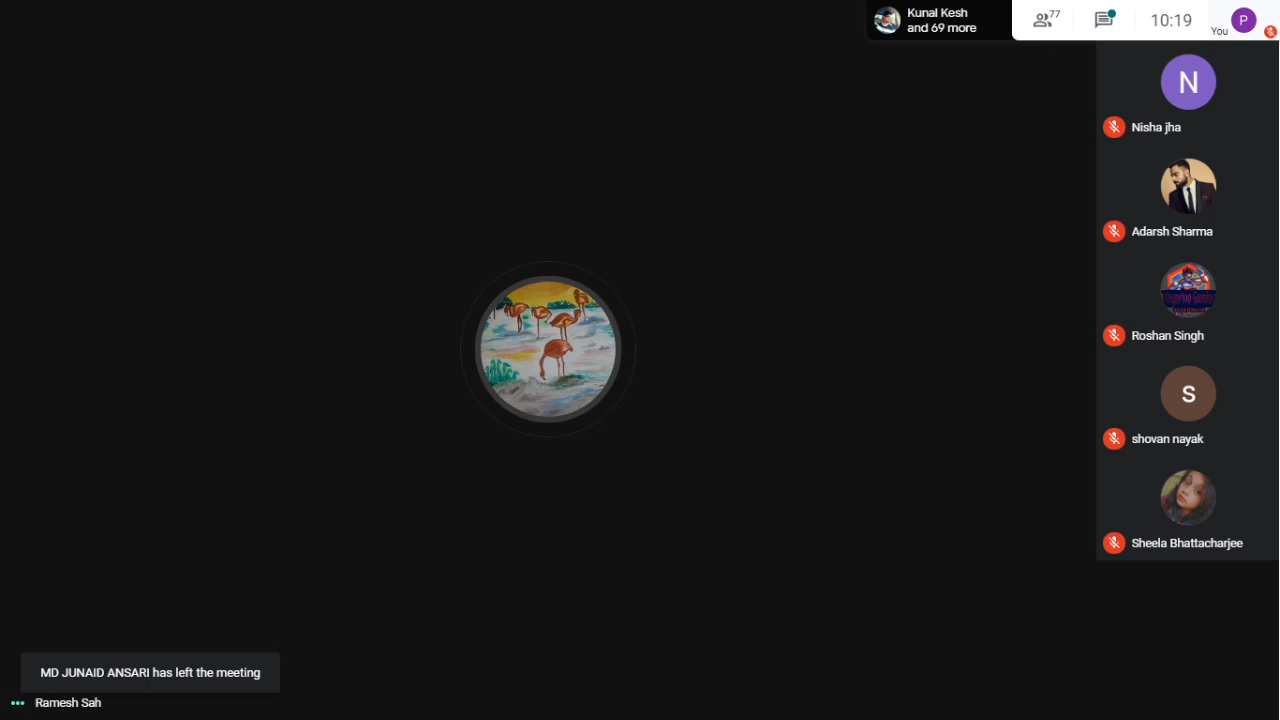 Kunal Kesh
and 69 more
77
10:19
You
P
N
Nisha jha
Adarsh Sharma
Roshan Singh
s
shovan nayak
Sheela Bhattacharjee
MD JUNAID ANSARI has left the meeting
Ramesh Sah